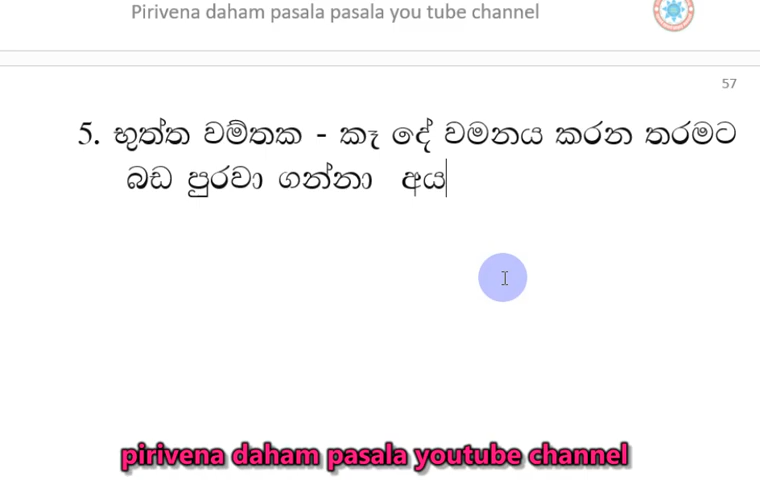 Pirivena daham pasala pasala you tube channel
57
5. භුත්ත වම්තක - කෑ දේ වමනය කරන තරමට
බඩ පුරවා ගන්නා අය
pirivena daham pasala youtube channel